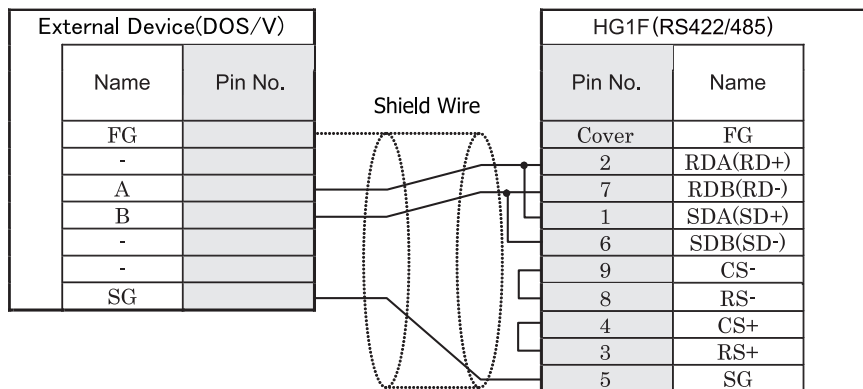 External Device(DOS/V)
Name Pin No.
FG
-
A
B
-
-
SG
Shield Wire
HG1F(RS422/485)
Pin No. Name
Cover FG
2 RDA(RD+)
7 RDB(RD-)
1 SDA(SD+)
6 SDB(SD-)
9 CS-
8 RS-
4 CS+
3 RS+
5 SG